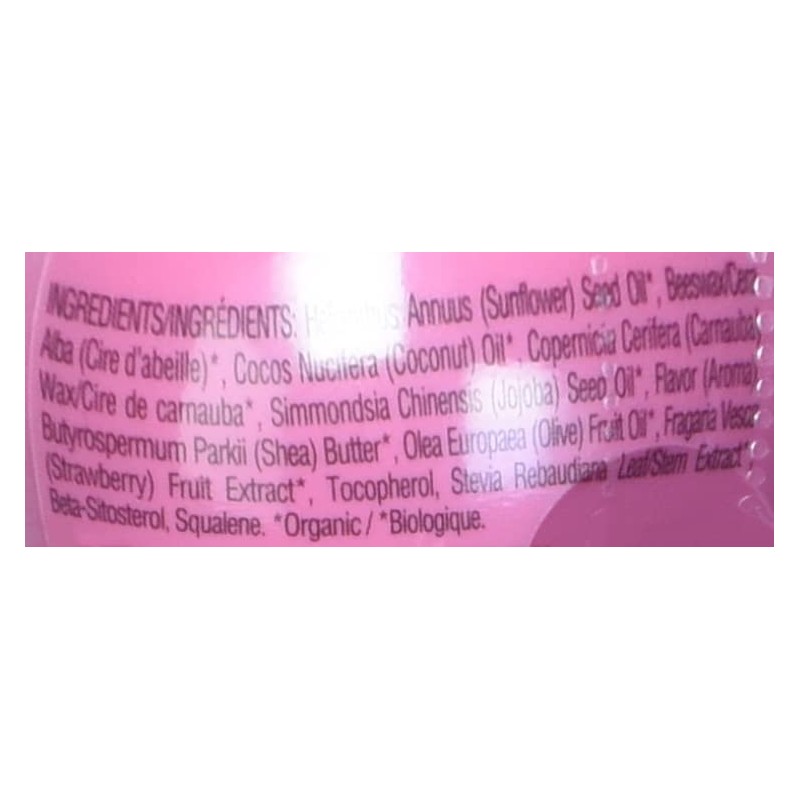 INGREDIENTS/INGRÉDIENTS: Annuus (Sunflower) Seed Oil*, Beeswax/Cera
Alba (Cire d'abeille)*, Cocos Nucifera (Coconut) Oil*, Copernicia Cerifera (Carnauba)
Wax/Cire de carnauba*, Simmondsia Chinensis (Jojoba) Seed Oil*, Flavor (Aroma),
Butyrospermum Parkii (Shea) Butter*, Olea Europaea (Olive) Fruit Oil*, Fragaria Vesca
(Strawberry) Fruit Extract*, Tocopherol, Stevia Rebaudiana Leaf/Stem Extract*,
Beta-Sitosterol, Squalene. *Organic / *Biologique.